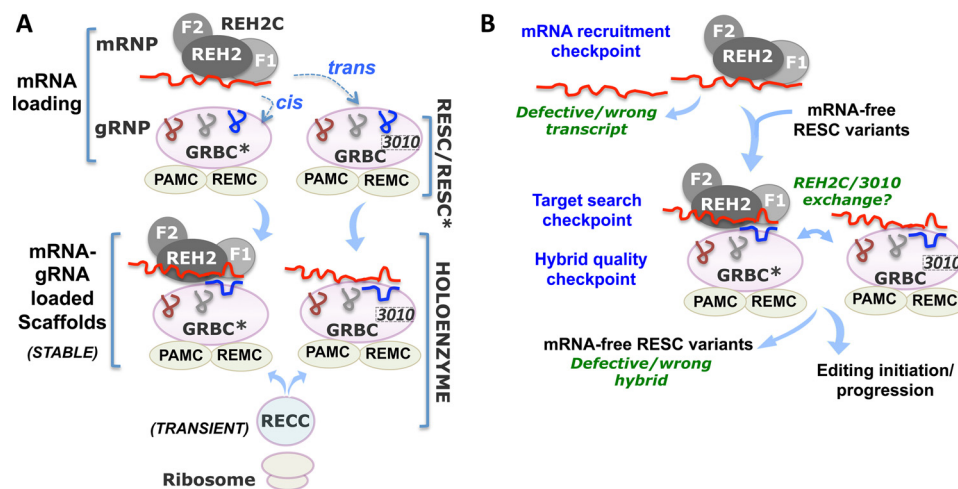 A
F2
REH2C
mRNP
REH2
F1
mRNA
loading
trans
cis
gRNP
GRBC*
GRBC
3010
PAMC
REMC
PAMC
REMC
RESC/RESC*
F2
REH2
F1
mRNA-
gRNA
loaded
Scaffolds
(STABLE)
GRBC*
GRBC
3010
PAMC
REMC
PAMC
REMC
HOLOENZYME
RECC
(TRANSIENT)
Ribosome
B
mRNA recruitment
checkpoint
F2
REH2
F1
Defective/wrong
transcript
mRNA-free
RESC variants
F2
REH2
F1
REH2C/3010
exchange?
Target search
checkpoint
Hybrid quality
checkpoint
GRBC*
GRBC
3010
PAMC
REMC
PAMC
REMC
mRNA-free RESC variants
Defective/wrong
hybrid
Editing initiation/
progression